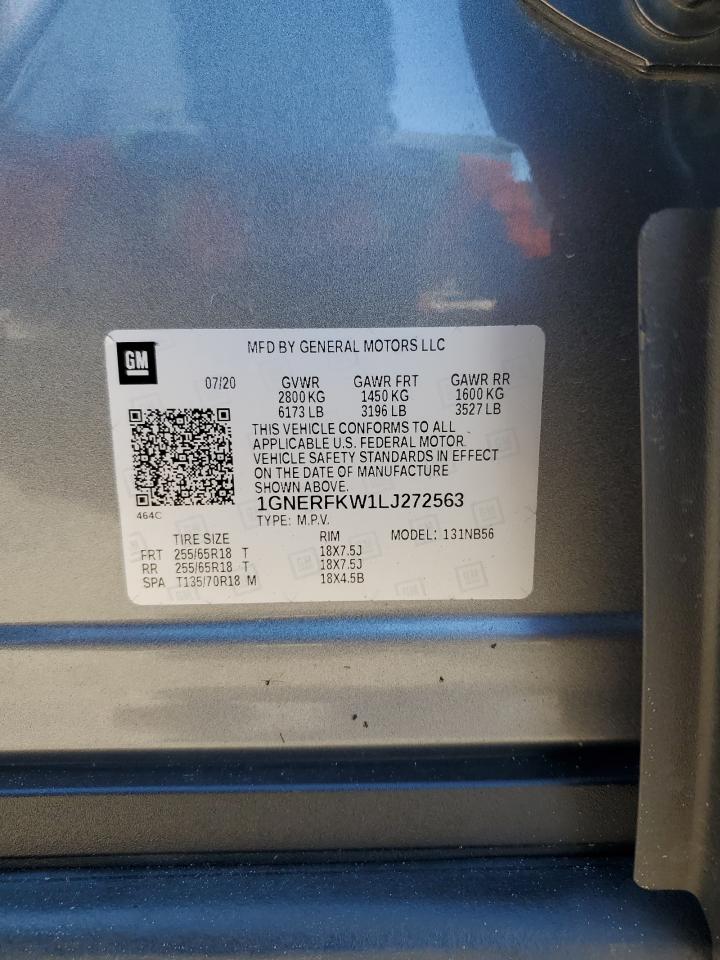 GM
MFD BY GENERAL MOTORS LLC
07/20 GVWR GAWR FRT GAWR RR
2800 KG 1450 KG 1600 KG
6173 LB 3196 LB 3527 LB
THIS VEHICLE CONFORMS TO ALL
APPLICABLE U.S. FEDERAL MOTOR
VEHICLE SAFETY STANDARDS IN EFFECT
ON THE DATE OF MANUFACTURE
SHOWN ABOVE.
1GNERFKW1LJ272563
464C
TYPE: M.P.V.
TIRE SIZE RIM MODEL: 131NB56
FRT 255/65R18 T 18X7.5J
RR 255/65R18 T 18X7.5J
SPA T135/70R18 M 18X4.5B